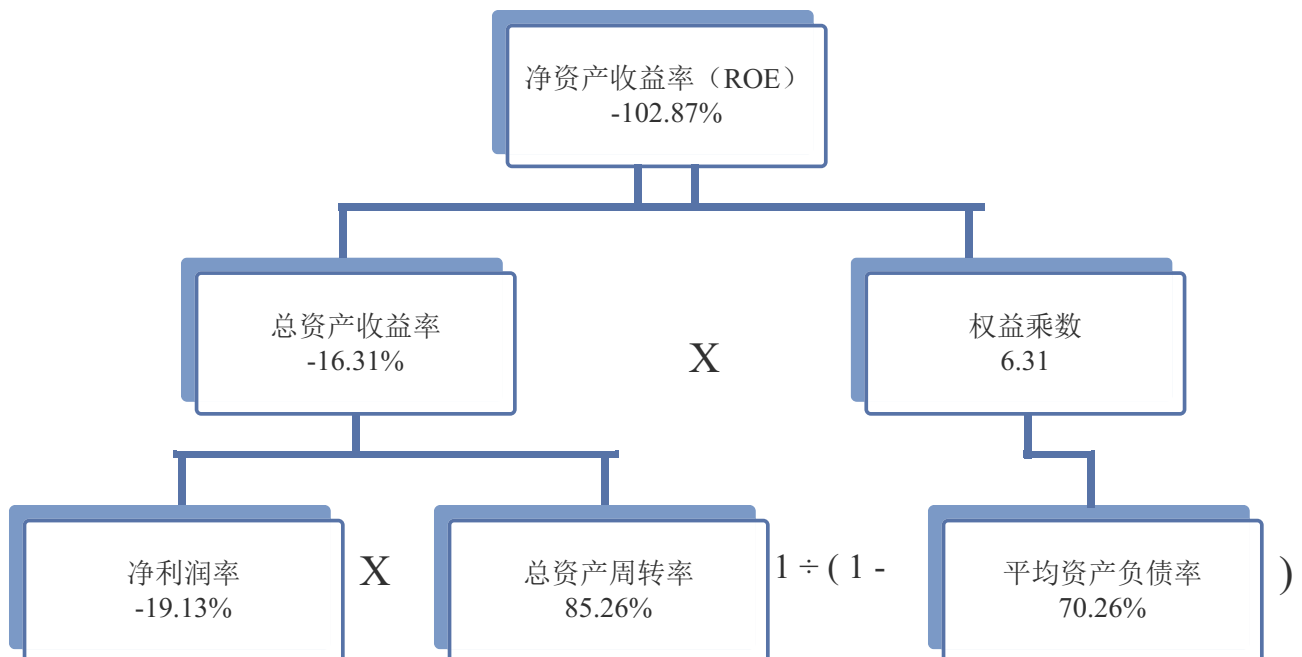 净资产收益率（ROE）
-102.87%
总资产收益率
-16.31%
X
权益乘数
6.31
净利润率
-19.13%
X
总资产周转率
85.26%
1 ÷ ( 1 -
平均资产负债率
70.26%
)